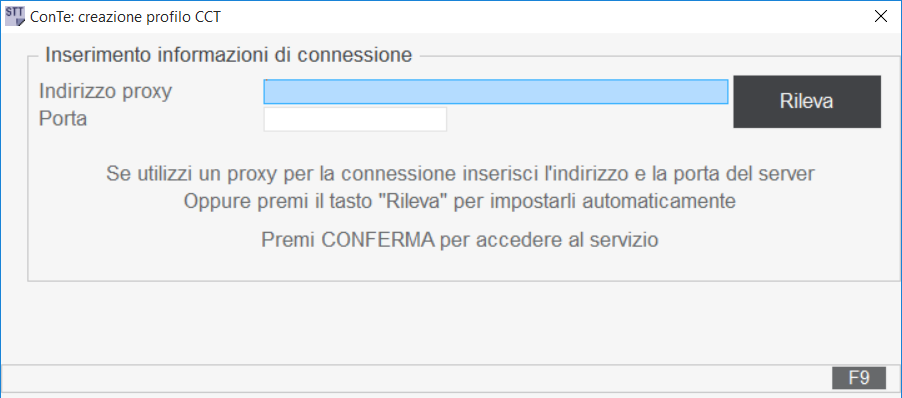 STT
ConTe: creazione profilo CCT
Inserimento informazioni di connessione
Indirizzo proxy
Rileva
Porta
Se utilizzi un proxy per la connessione inserisci l'indirizzo e la porta del server
Oppure premi il tasto "Rileva" per impostarli automaticamente
Premi CONFERMA per accedere al servizio
F9